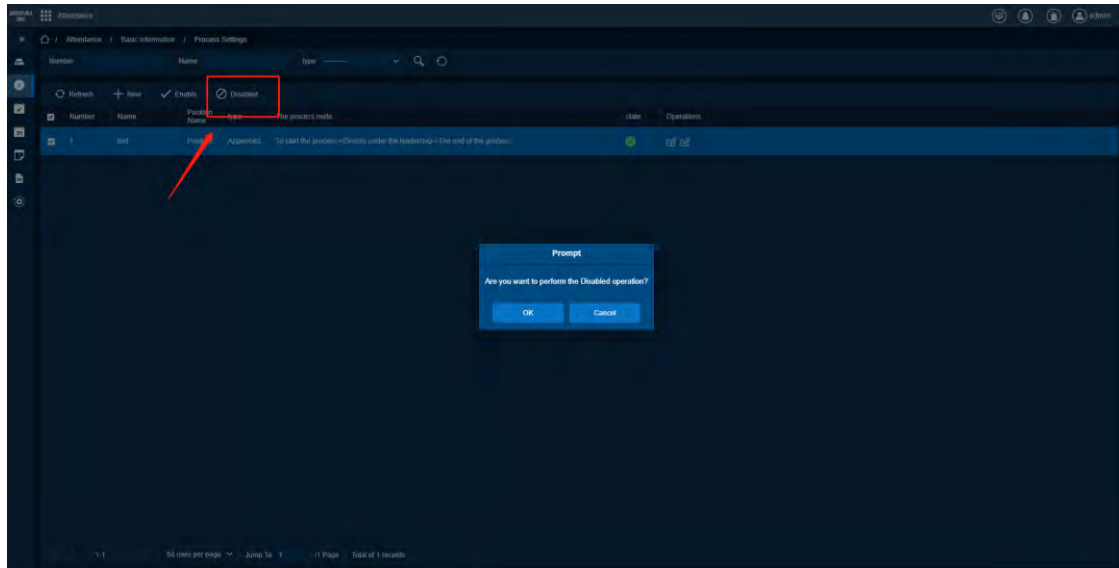 Attendance
admin
/ Attendance / Basic Information / Process Settings
Number Name type
Refresh New Enable Disabled
Number Name Position Name type The process node state Operations
1 test Appended To start the process->Directly under the leadership->The end of the process
Prompt
Are you want to perform the Disabled operation?
OK Cancel
1-1 50 rows per page Jump To 1 /1 Page Total of 1 records